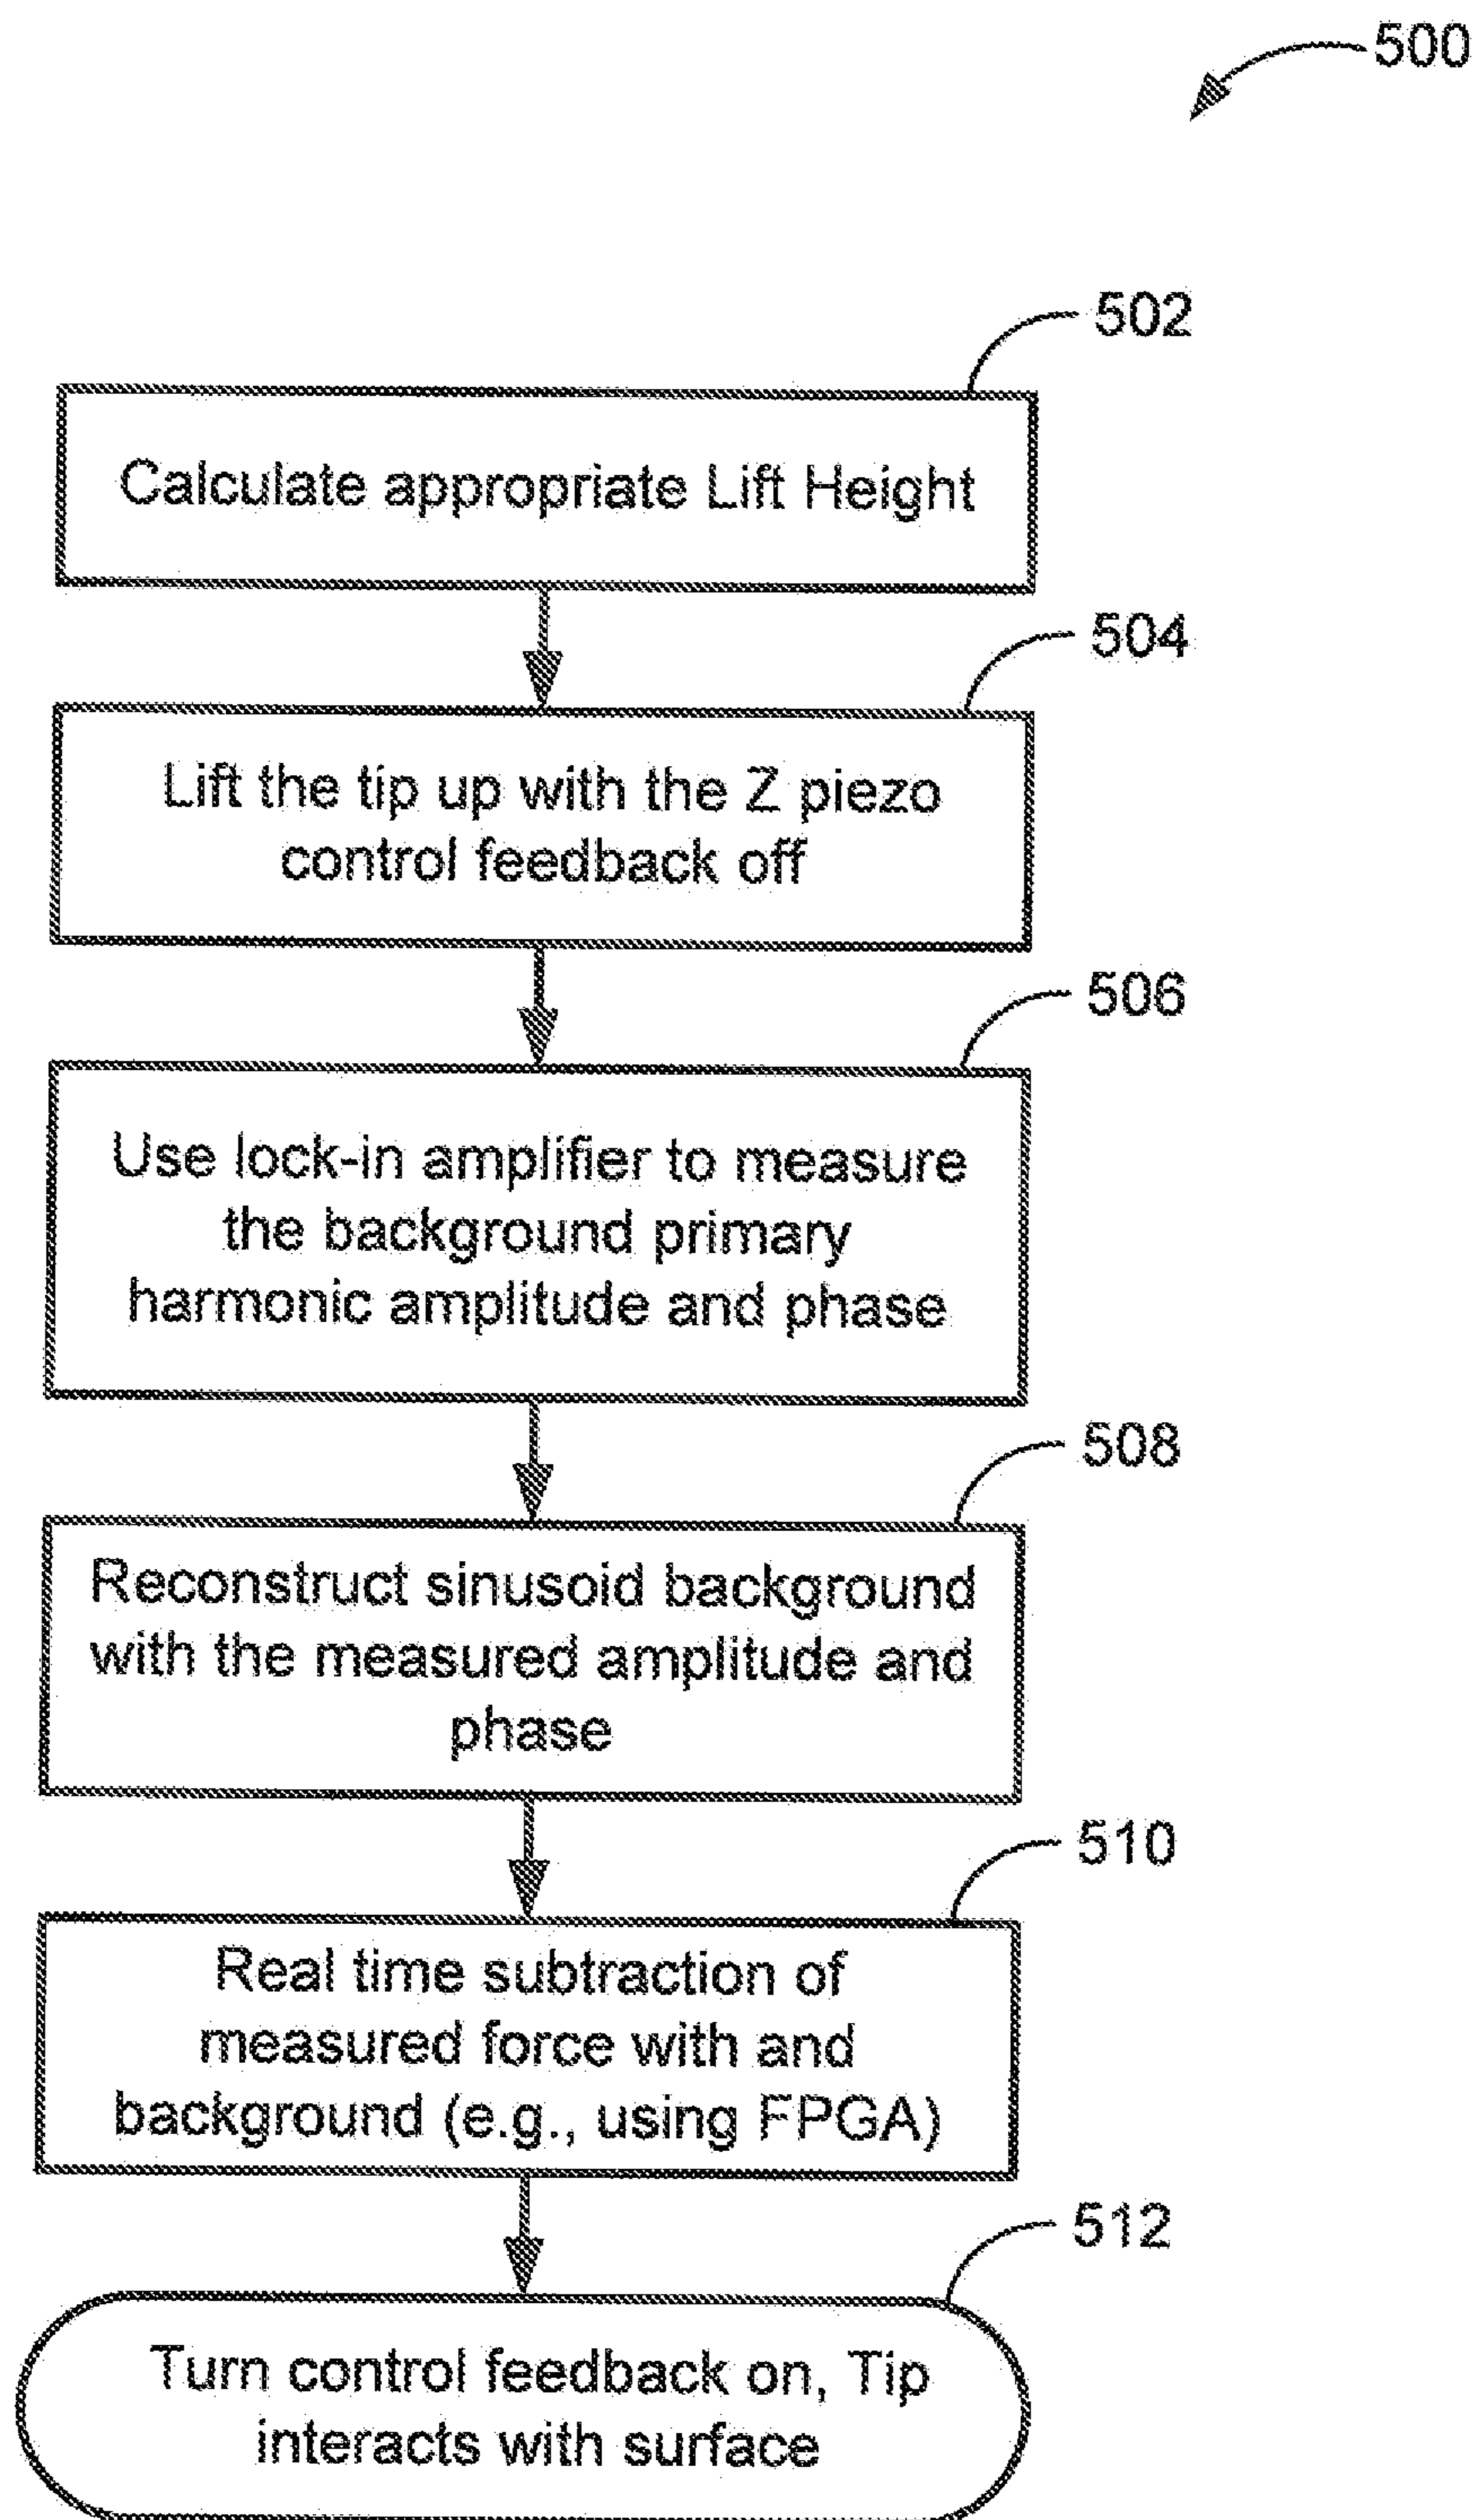 500
502
Calculate appropriate Lift Height
504
Lift the tip up with the Z piezo
control feedback off
506
Use lock-in amplifier to measure
the background primary
harmonic amplitude and phase
508
Reconstruct sinusoid background
with the measured amplitude and
phase
510
Real time subtraction of
measured force with and
background (e.g., using FPGA)
512
Turn control feedback on, Tip
interacts with surface